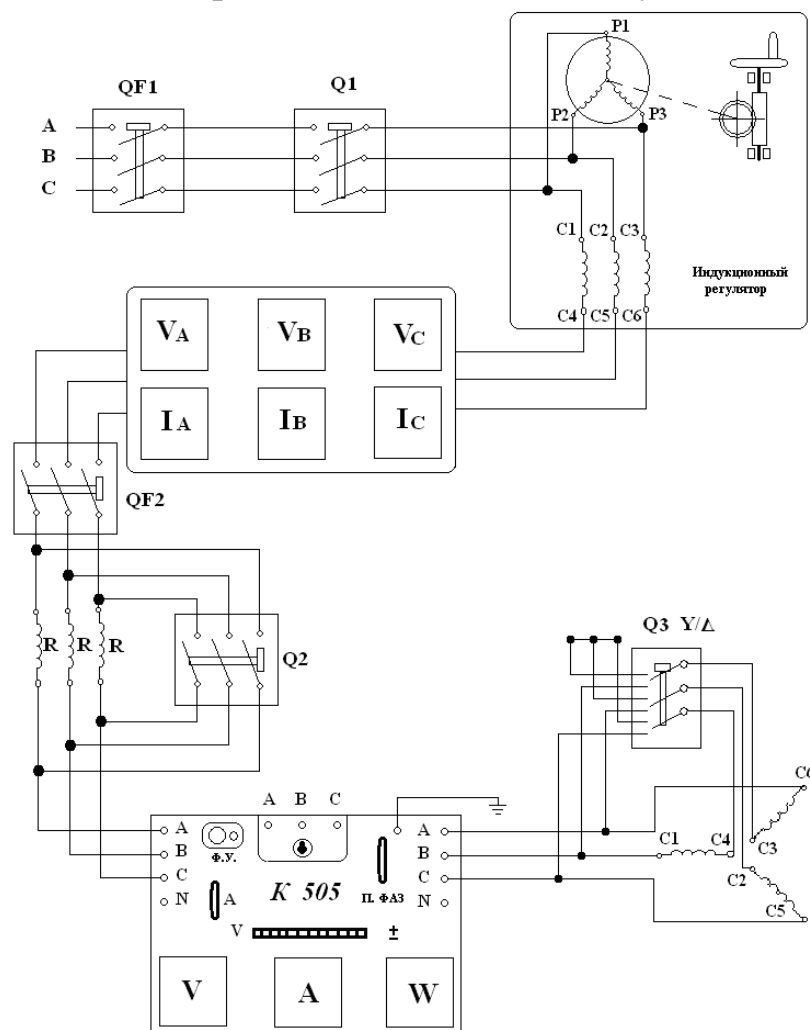 P1
QF1
Q1
P2
P3
A
B
C
C1 C2 C3
Индукционный
регулятор
C4 C5 C6
VA VB VC
IA IB IC
QF2
Q3 Y/Δ
R R R
Q2
A B C
A
B
C
N
Ф.У.
A
К 505
П. ФАЗ
A
B
C
N
V
±
V A W
C1 C4
C3
C2
C5